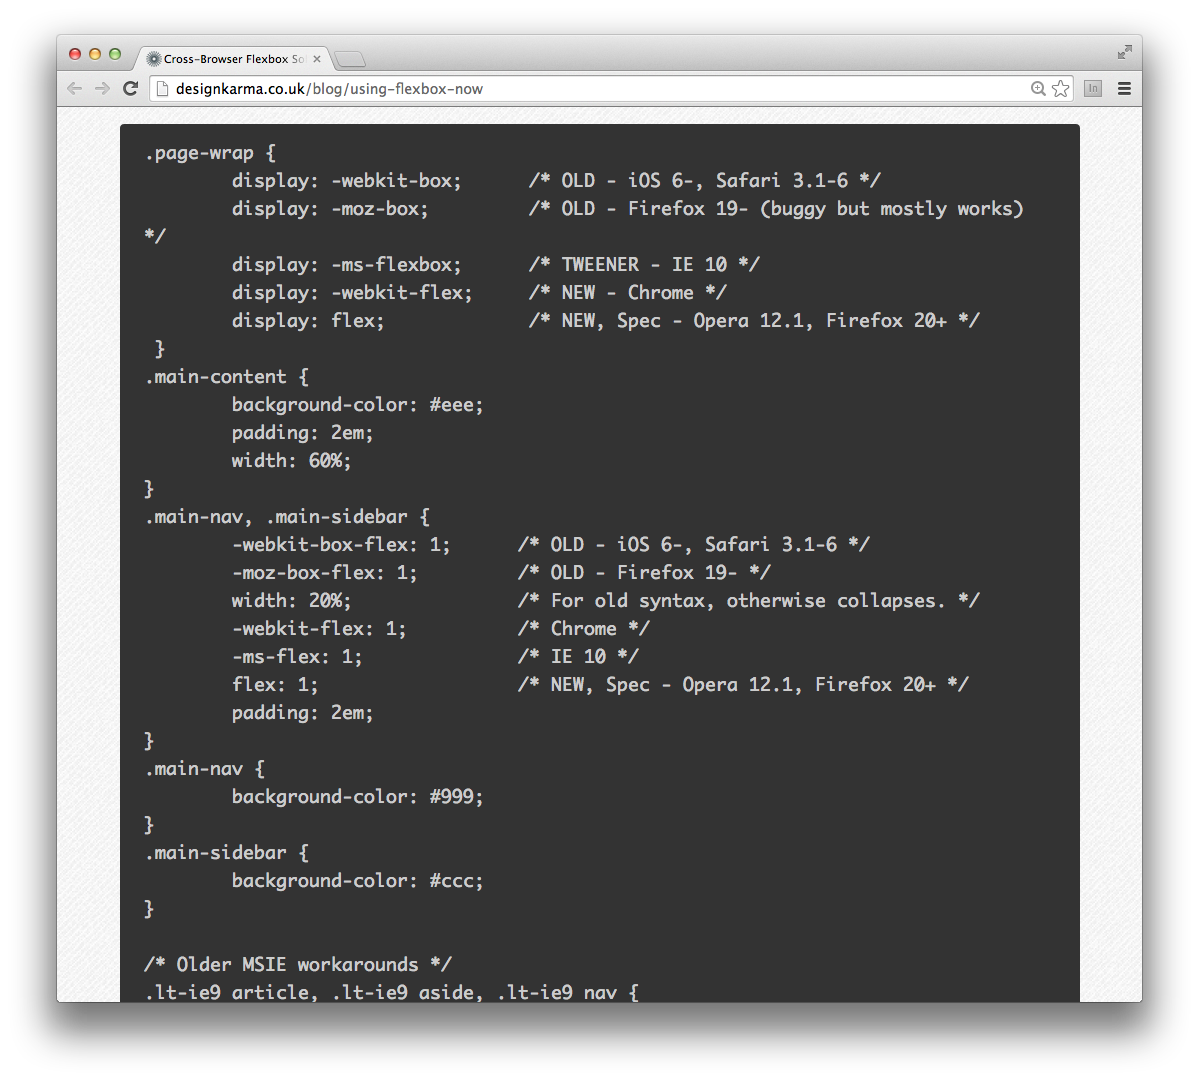 Cross-Browser Flexbox So
designkarma.co.uk/blog/using-flexbox-now
In
.page-wrap {
        display: -webkit-box;      /* OLD - iOS 6-, Safari 3.1-6 */
        display: -moz-box;         /* OLD - Firefox 19- (buggy but mostly works)
*/
        display: -ms-flexbox;      /* TWEENER - IE 10 */
        display: -webkit-flex;     /* NEW - Chrome */
        display: flex;             /* NEW, Spec - Opera 12.1, Firefox 20+ */
 }
.main-content {
        background-color: #eee;
        padding: 2em;
        width: 60%;
}
.main-nav, .main-sidebar {
        -webkit-box-flex: 1;      /* OLD - iOS 6-, Safari 3.1-6 */
        -moz-box-flex: 1;         /* OLD - Firefox 19- */
        width: 20%;               /* For old syntax, otherwise collapses. */
        -webkit-flex: 1;          /* Chrome */
        -ms-flex: 1;              /* IE 10 */
        flex: 1;                  /* NEW, Spec - Opera 12.1, Firefox 20+ */
        padding: 2em;
}
.main-nav {
        background-color: #999;
}
.main-sidebar {
        background-color: #ccc;
}
/* Older MSIE workarounds */
.lt-ie9 article, .lt-ie9 aside, .lt-ie9 nav {